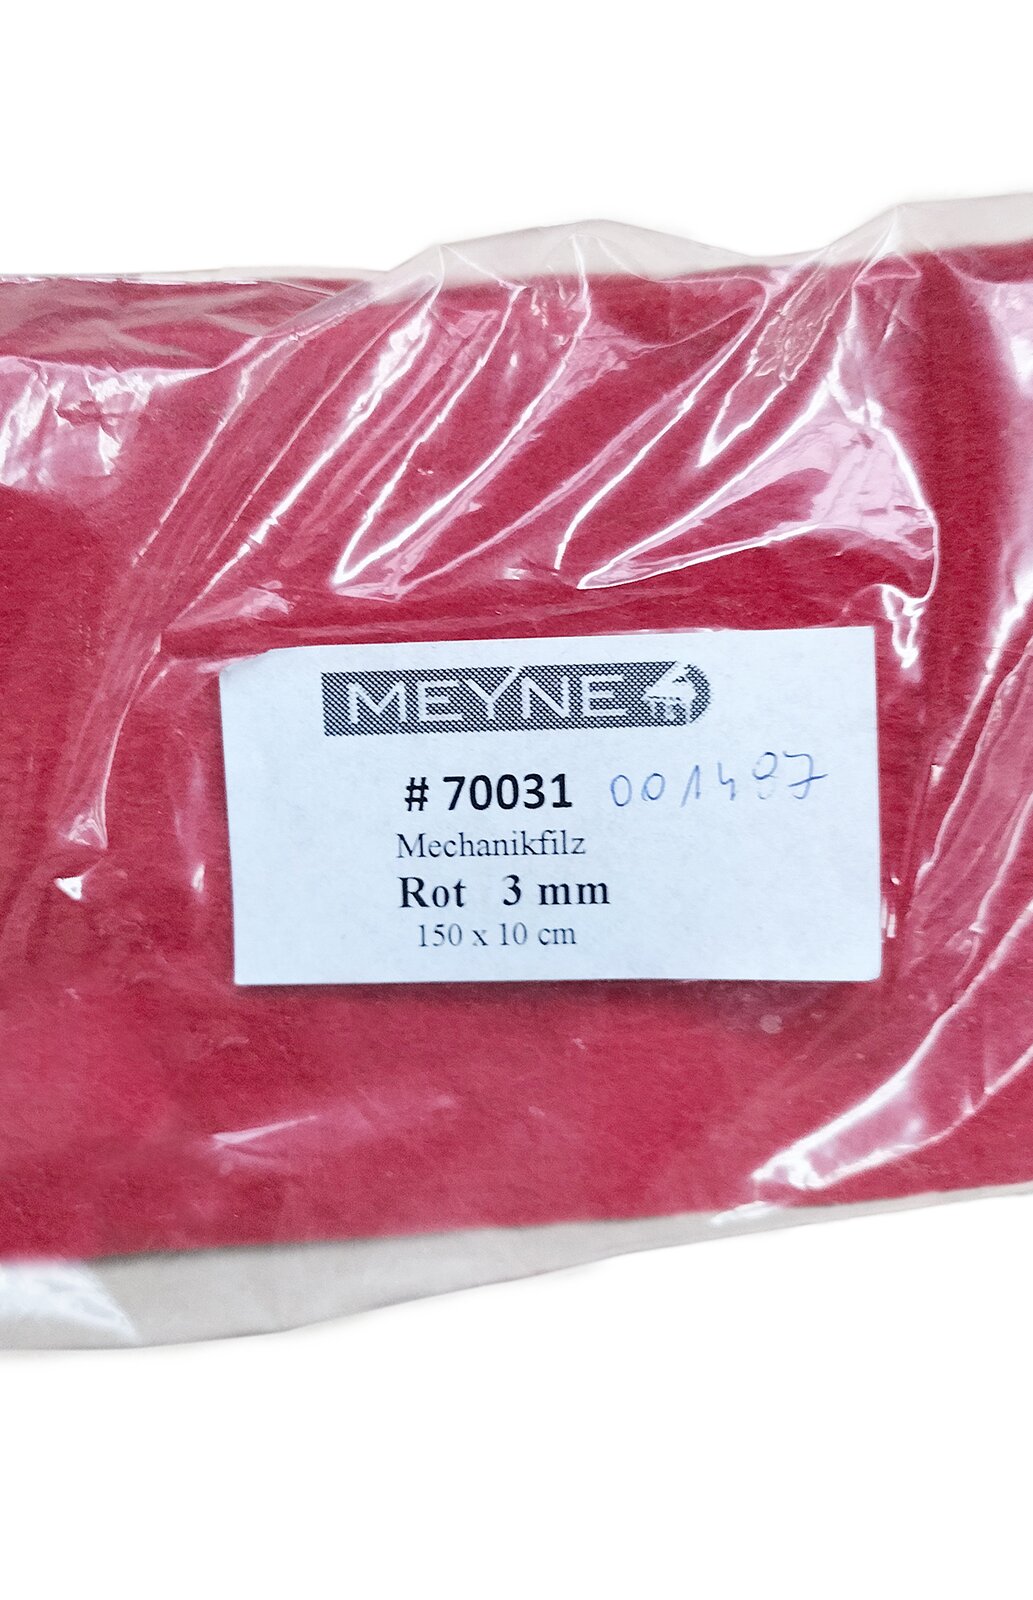 MEYNE
# 70031 001487
Mechanikfilz
Rot 3 mm
150 x 10 cm